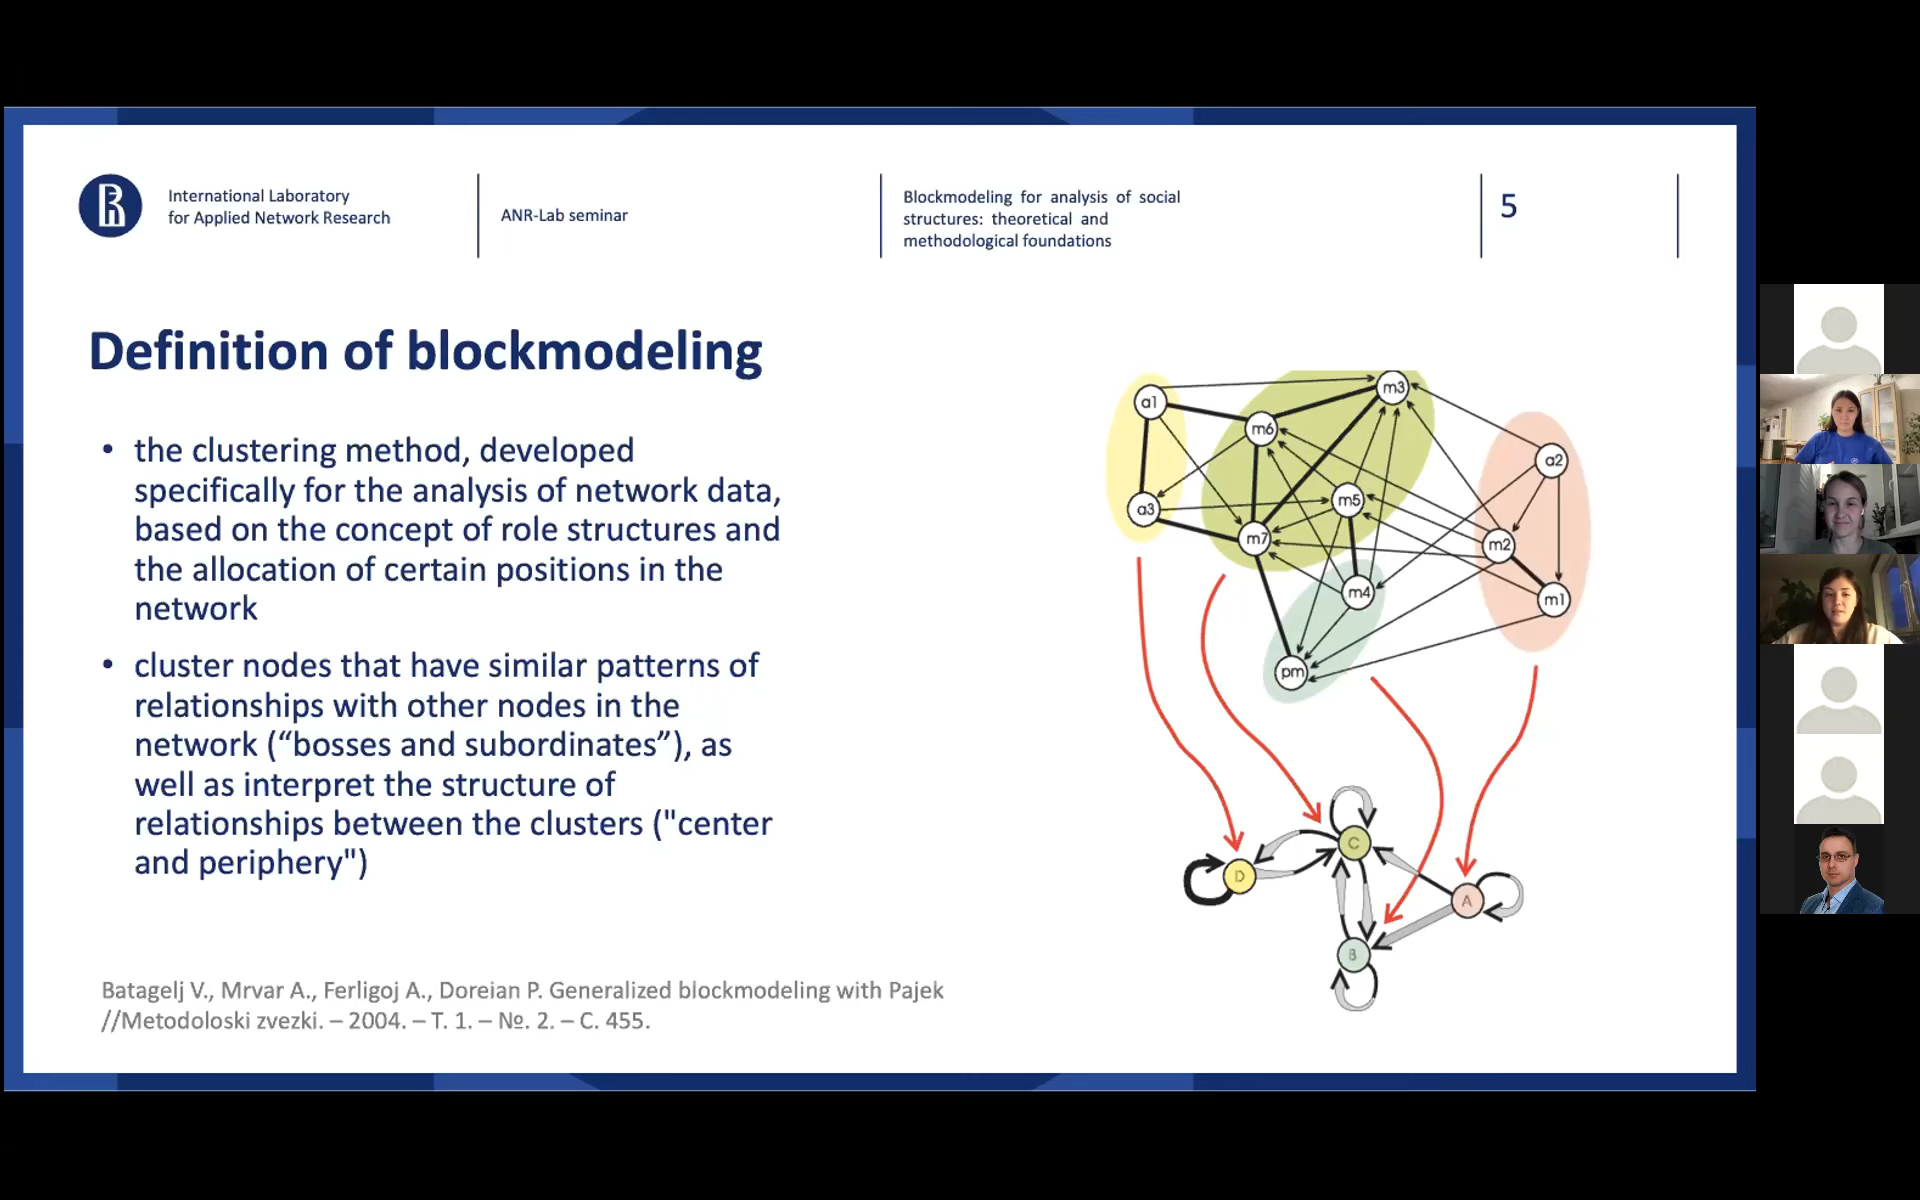 International Laboratory
for Applied Network Research
ANR-Lab seminar
Blockmodeling for analysis of social
structures: theoretical and
methodological foundations
5
Definition of blockmodeling
• the clustering method, developed
specifically for the analysis of network data,
based on the concept of role structures and
the allocation of certain positions in the
network
• cluster nodes that have similar patterns of
relationships with other nodes in the
network (“bosses and subordinates”), as
well as interpret the structure of
relationships between the clusters ("center
and periphery")
a1
m3
m6
a2
a3
m5
m7
m2
m4
m1
pm
C
D
A
B
Batagelj V., Mrvar A., Ferligoj A., Doreian P. Generalized blockmodeling with Pajek
//Metodoloski zvezki. – 2004. – Т. 1. – №. 2. – С. 455.